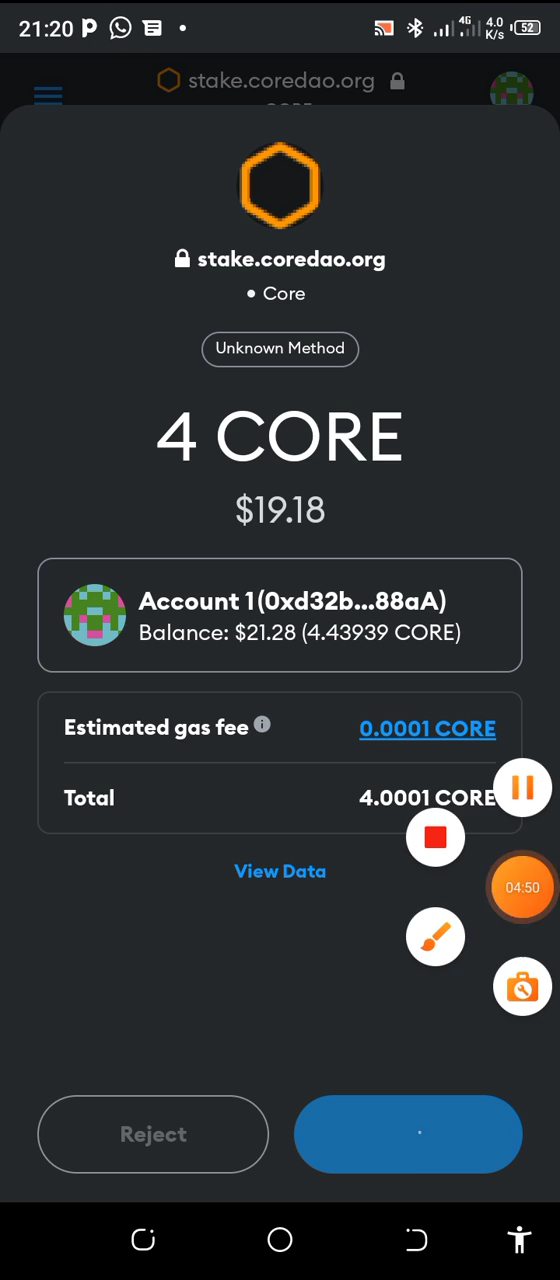 21:20
4G
4.0
K/s
52
stake.coredao.org
stake.coredao.org
• Core
Unknown Method
4 CORE
$19.18
Account 1(0xd32b...88aA)
Balance: $21.28 (4.43939 CORE)
Estimated gas fee
0.0001 CORE
Total
4.0001 CORE
View Data
04:50
Reject